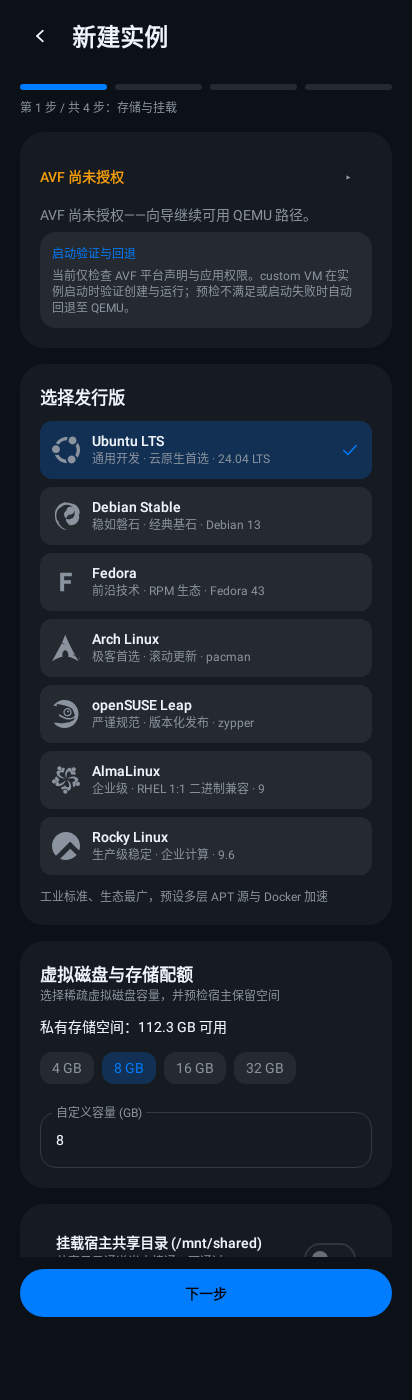 新建实例
第 1 步 / 共 4 步：存储与挂载
AVF 尚未授权
AVF 尚未授权——向导继续可用 QEMU 路径。
启动验证与回退
当前仅检查 AVF 平台声明与应用权限。custom VM 在实
例启动时验证创建与运行；预检不满足或启动失败时自动
回退至 QEMU。
选择发行版
Ubuntu LTS
通用开发 · 云原生首选 · 24.04 LTS
Debian Stable
稳如磐石 · 经典基石 · Debian 13
Fedora
前沿技术 · RPM 生态 · Fedora 43
Arch Linux
极客首选 · 滚动更新 · pacman
openSUSE Leap
严谨规范 · 版本化发布 · zypper
AlmaLinux
企业级 · RHEL 1:1 二进制兼容 · 9
Rocky Linux
生产级稳定 · 企业计算 · 9.6
工业标准、生态最广，预设多层 APT 源与 Docker 加速
虚拟磁盘与存储配额
选择稀疏虚拟磁盘容量，并预检宿主保留空间
私有存储空间：112.3 GB 可用
4 GB
8 GB
16 GB
32 GB
自定义容量 (GB)
8
挂载宿主共享目录 (/mnt/shared)
下一步